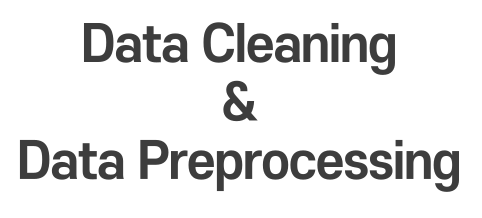 Data Cleaning
&
Data Preprocessing